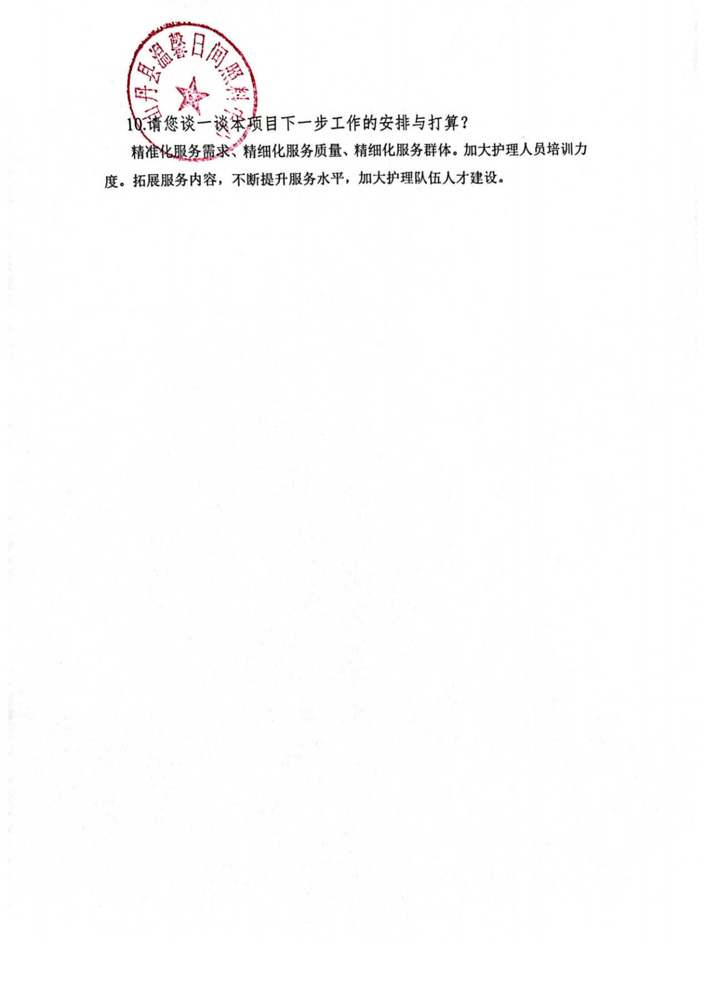 山丹县温馨日间照料中心
10.请您谈一谈本项目下一步工作的安排与打算？
精准化服务需求、精细化服务质量、精细化服务群体。加大护理人员培训力
度。拓展服务内容，不断提升服务水平，加大护理队伍人才建设。